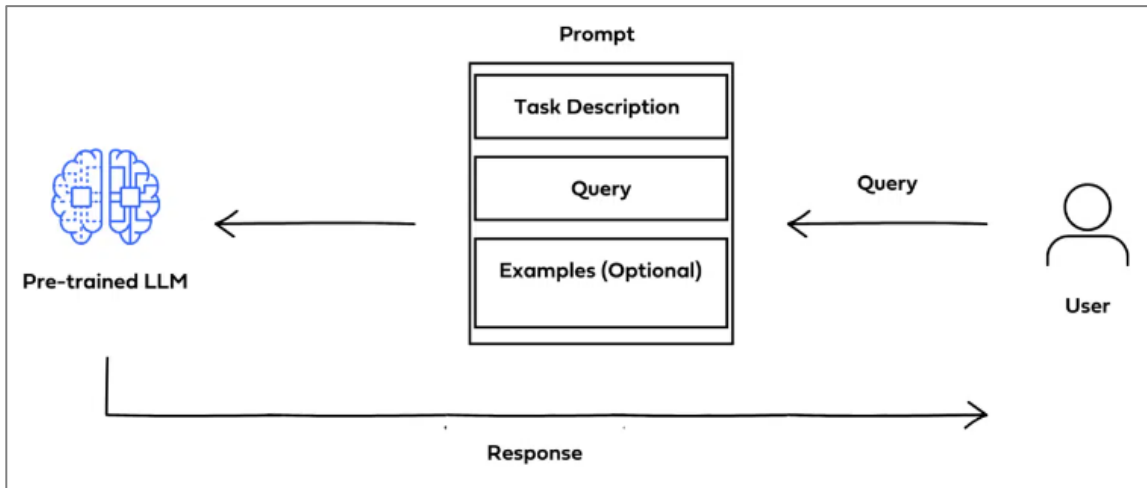 Prompt
Task Description
Query
Examples (Optional)
Query
Pre-trained LLM
User
Response